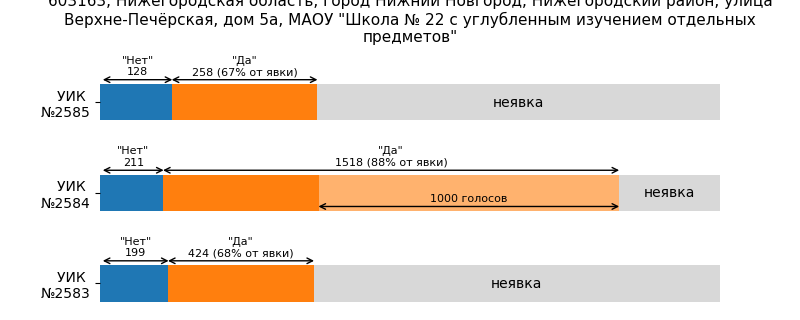 603163, Нижегородская область, город Нижний Новгород, Нижегородский район, улица
Верхне-Печёрская, дом 5а, МАОУ "Школа № 22 с углубленным изучением отдельных
предметов"
"Нет" "Да"
128 258 (67% от явки)
УИК
№2585
неявка
"Нет" "Да"
211 1518 (88% от явки)
УИК
№2584
неявка
1000 голосов
"Нет" "Да"
199 424 (68% от явки)
УИК
№2583
неявка